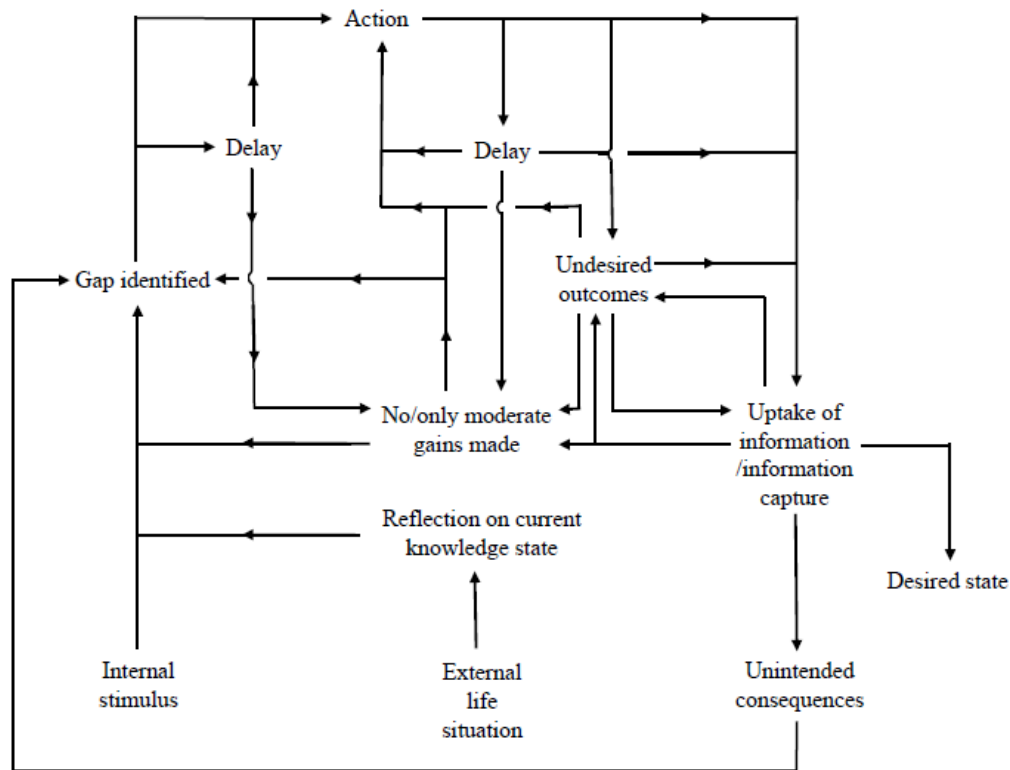 Action
Delay
Delay
Gap identified
Undesired
outcomes
No/only moderate
gains made
Uptake of
information
/information
capture
Reflection on current
knowledge state
Desired state
Internal
stimulus
External
life
situation
Unintended
consequences